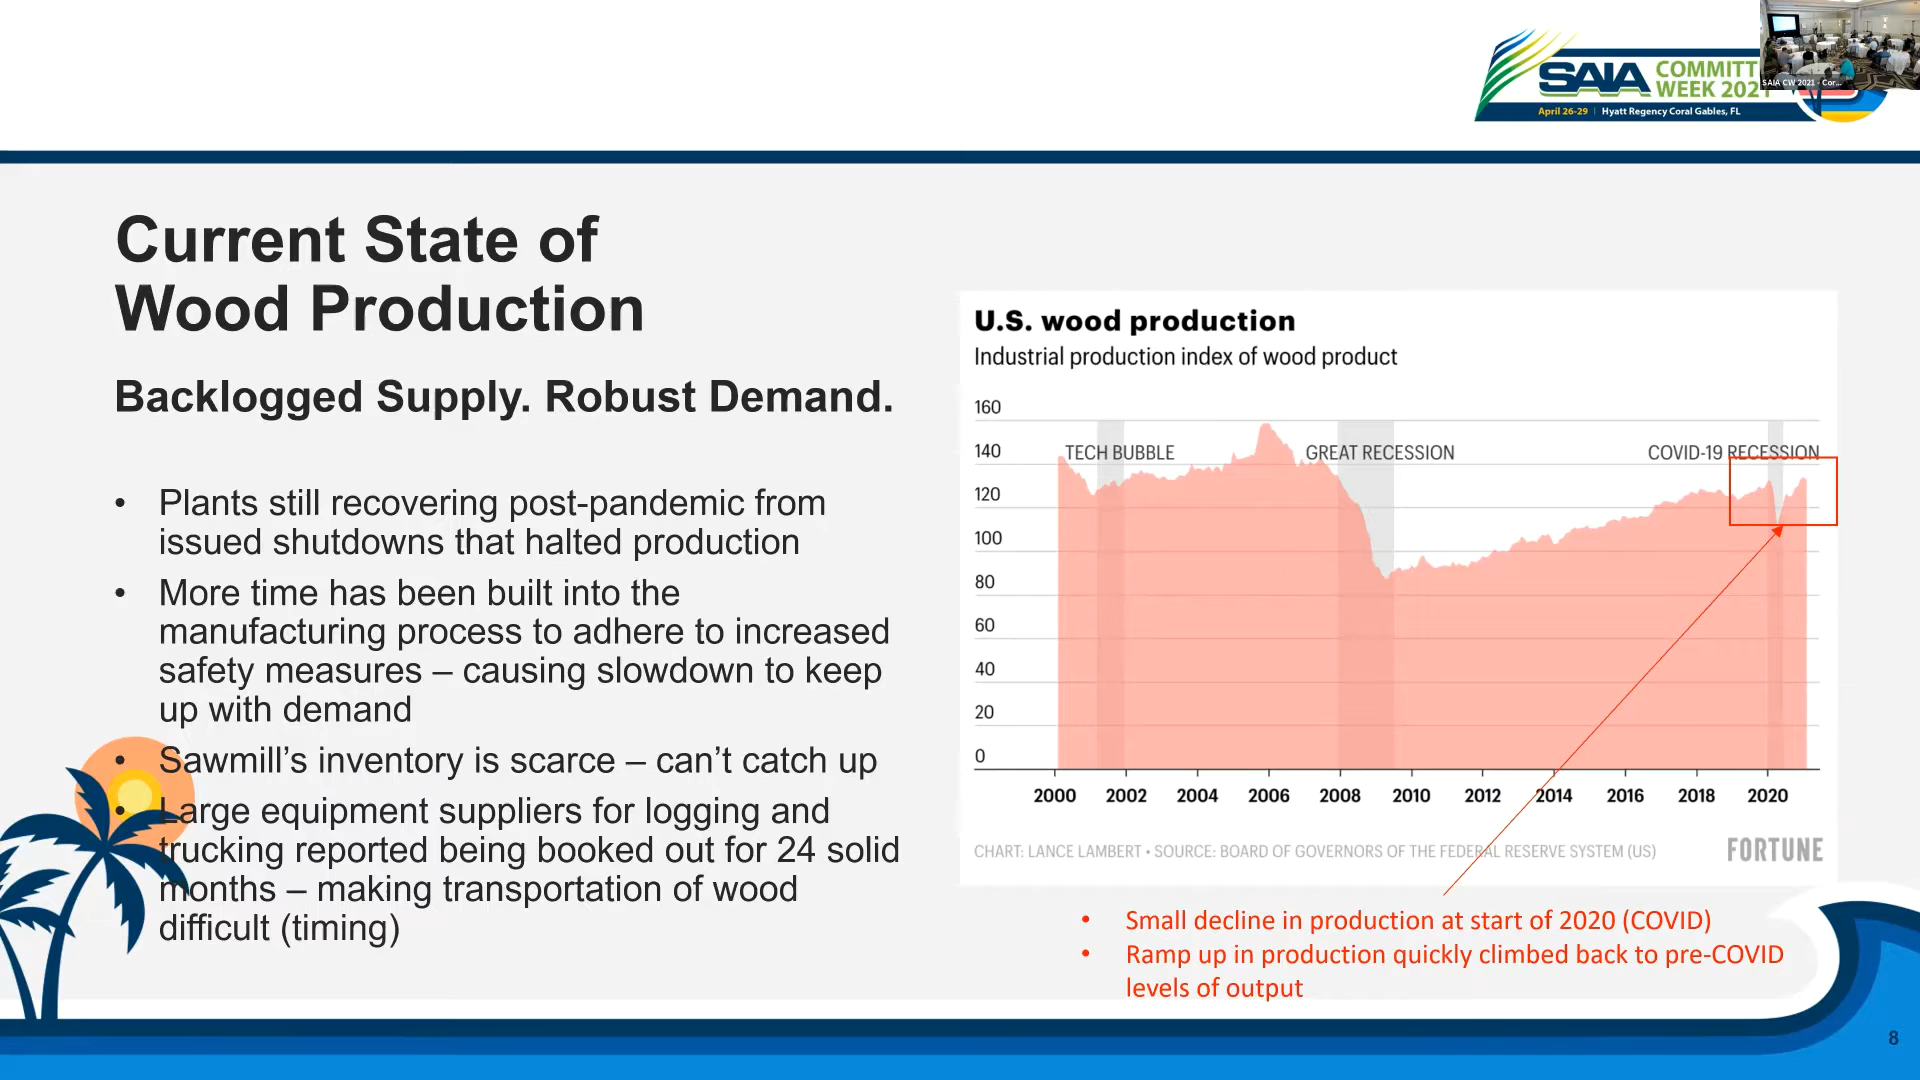 SAIA COMMITT
WEEK 2021
April 26-29 | Hyatt Regency Coral Gables, FL
SAIA CW 2021 - Cor...
Current State of
Wood Production
Backlogged Supply. Robust Demand.
• Plants still recovering post-pandemic from
issued shutdowns that halted production
• More time has been built into the
manufacturing process to adhere to increased
safety measures – causing slowdown to keep
up with demand
• Sawmill’s inventory is scarce – can’t catch up
• Large equipment suppliers for logging and
trucking reported being booked out for 24 solid
months – making transportation of wood
difficult (timing)
U.S. wood production
Industrial production index of wood product
160
140
TECH BUBBLE GREAT RECESSION COVID-19 RECESSION
120
100
80
60
40
20
0
2000 2002 2004 2006 2008 2010 2012 2014 2016 2018 2020
CHART: LANCE LAMBERT • SOURCE: BOARD OF GOVERNORS OF THE FEDERAL RESERVE SYSTEM (US)
FORTUNE
• Small decline in production at start of 2020 (COVID)
• Ramp up in production quickly climbed back to pre-COVID
levels of output
8